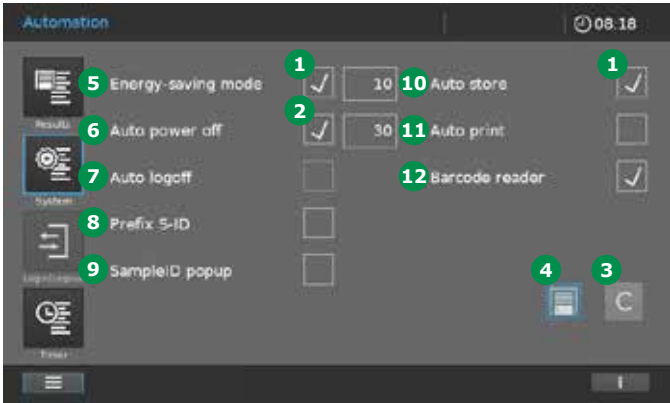 Automation 08.18
1 1
5 Energy-saving mode 10 10 Auto store
Results 2
6 Auto power off 30 11 Auto print
7 Auto logoff 12 Barcode reader
System
8 Prefix S-ID
9 SampleID popup
4 3
C
Timer
i